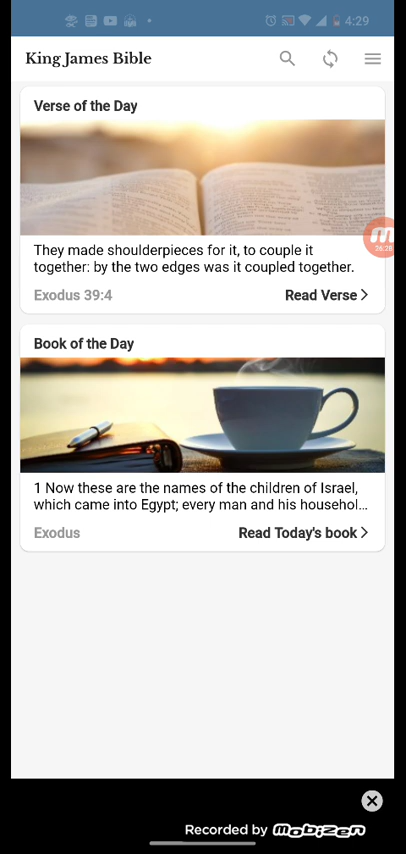 4:29
King James Bible
Verse of the Day
They made shoulderpieces for it, to couple it
together: by the two edges was it coupled together.
Exodus 39:4
Read Verse
26:28
Book of the Day
1 Now these are the names of the children of Israel,
which came into Egypt; every man and his househol...
Exodus
Read Today's book
Recorded by Mobizen